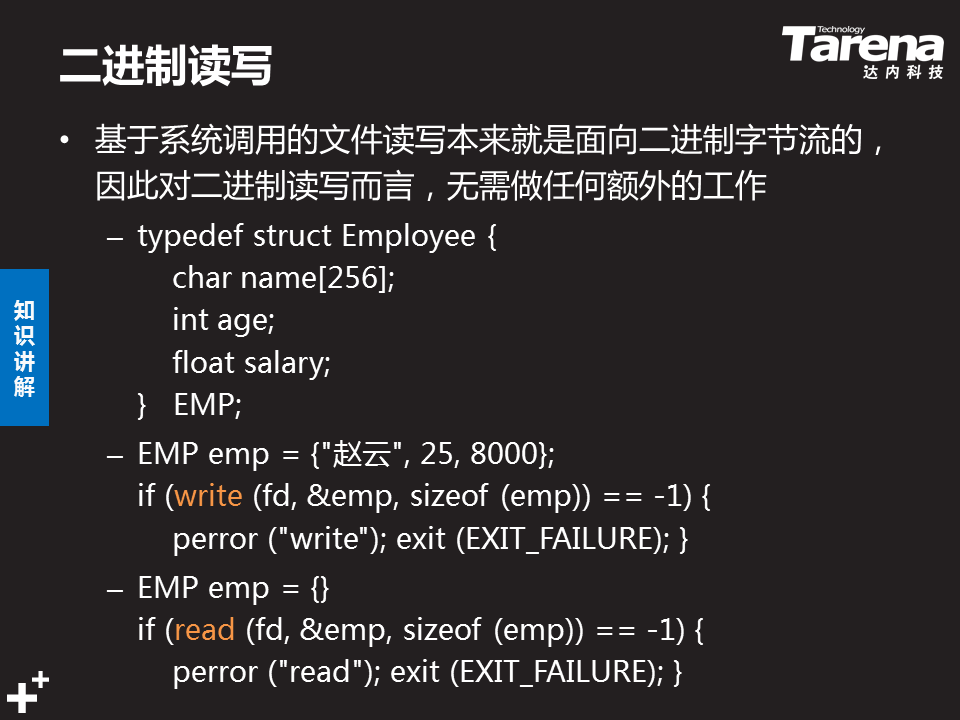 二进制读写
Technology
Tarena
达内科技
• 基于系统调用的文件读写本来就是面向二进制字节流的，
因此对二进制读写而言，无需做任何额外的工作
– typedef struct Employee {
char name[256];
int age;
float salary;
} EMP;
– EMP emp = {"赵云", 25, 8000};
if (write (fd, &emp, sizeof (emp)) == -1) {
perror ("write"); exit (EXIT_FAILURE); }
– EMP emp = {}
if (read (fd, &emp, sizeof (emp)) == -1) {
perror ("read"); exit (EXIT_FAILURE); }
知
识
讲
解